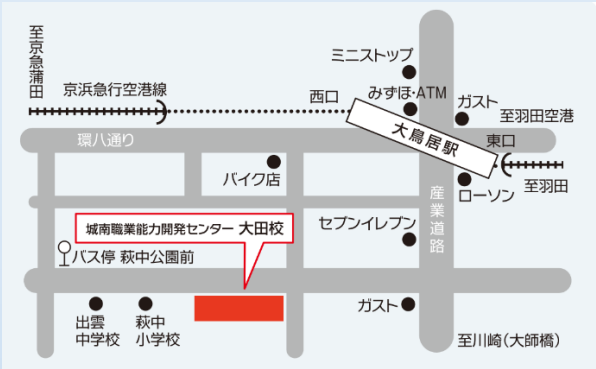 至京急蒲田
京浜急行空港線
西口
ミニストップ
みずほ・ATM
ガスト
至羽田空港
大鳥居駅
東口
至羽田
環八通り
バイク店
ローソン
産業道路
城南職業能力開発センター 大田校
セブンイレブン
バス停 萩中公園前
出雲
中学校
萩中
小学校
ガスト
至川崎(大師橋)